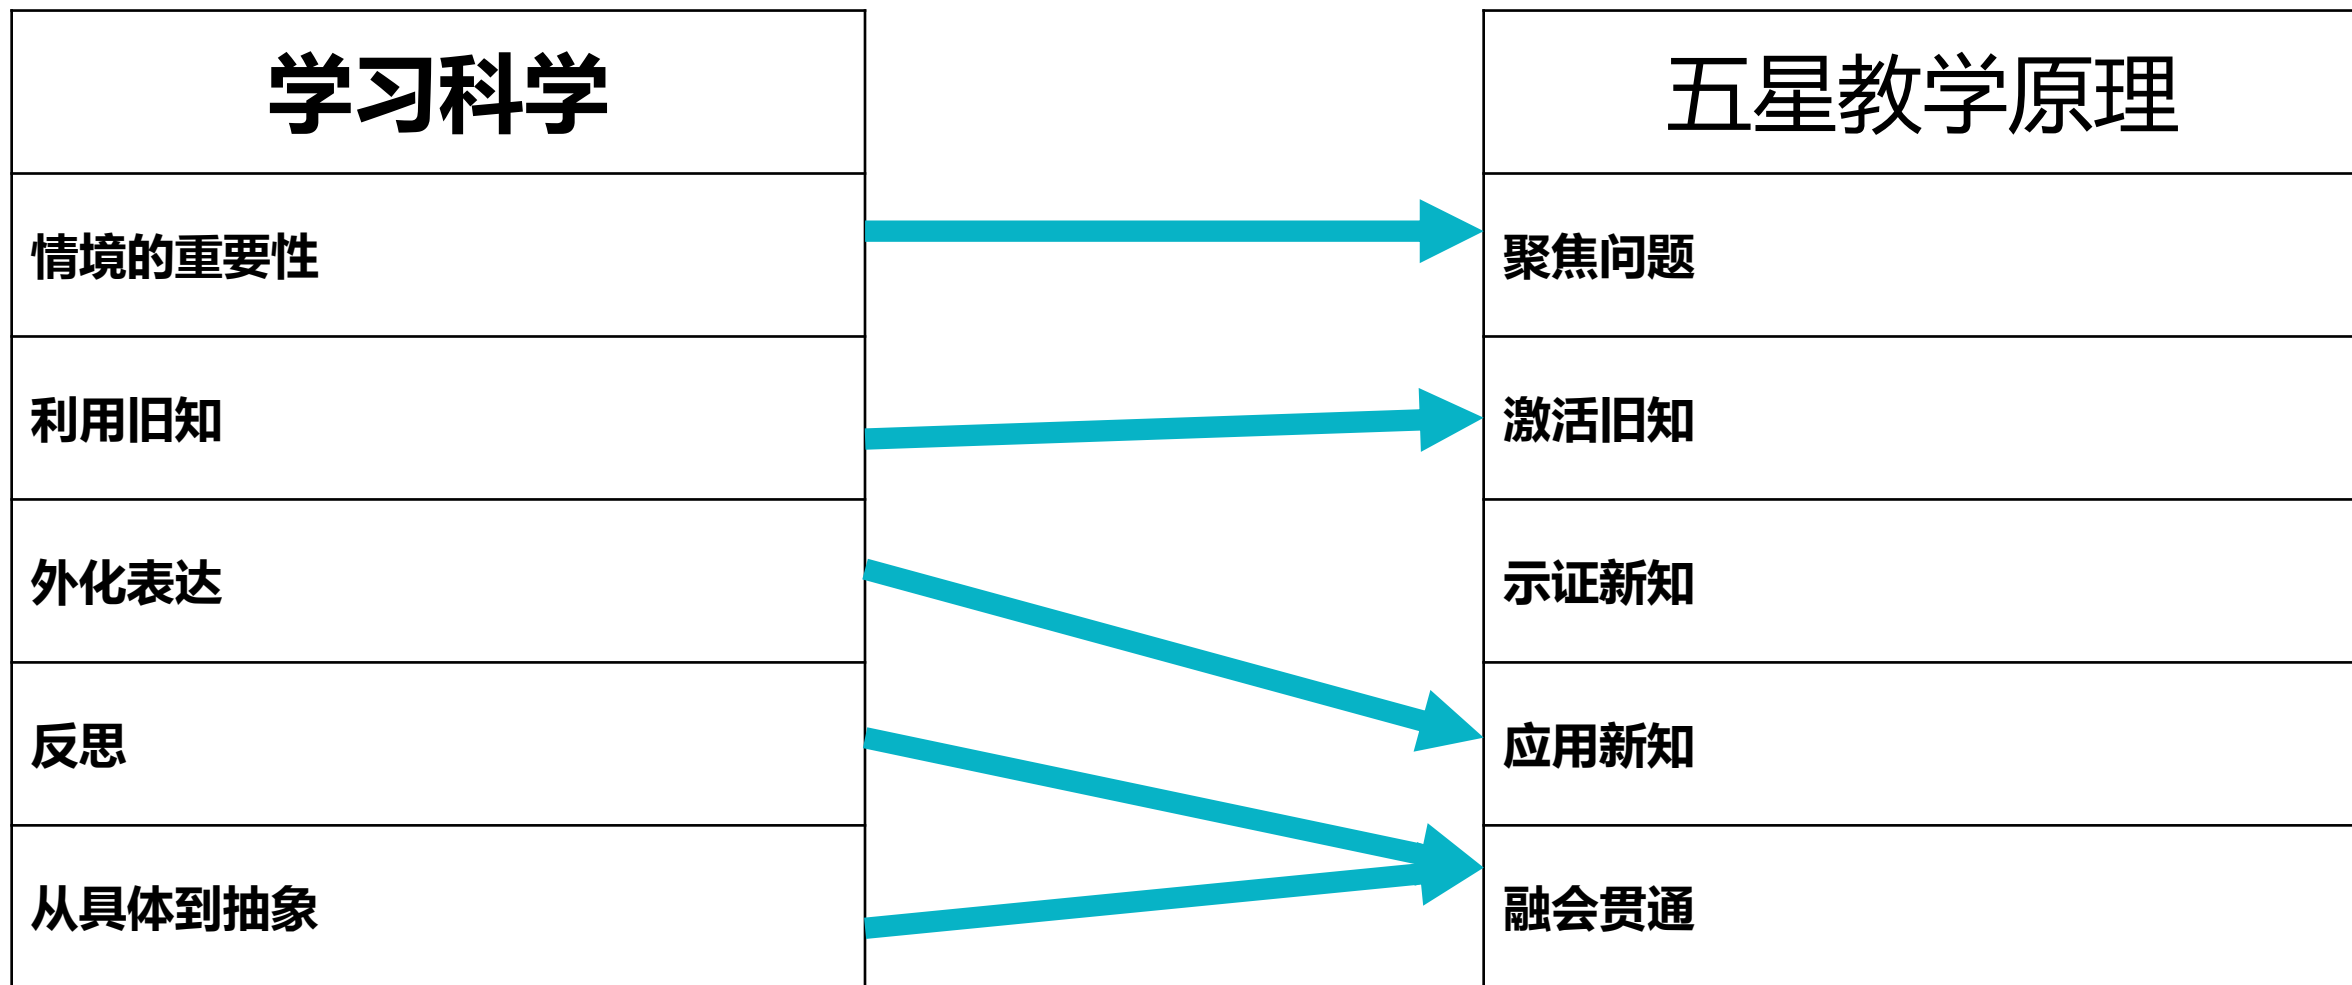 学习科学
五星教学原理
情境的重要性
聚焦问题
利用旧知
激活旧知
外化表达
示证新知
反思
应用新知
从具体到抽象
融会贯通